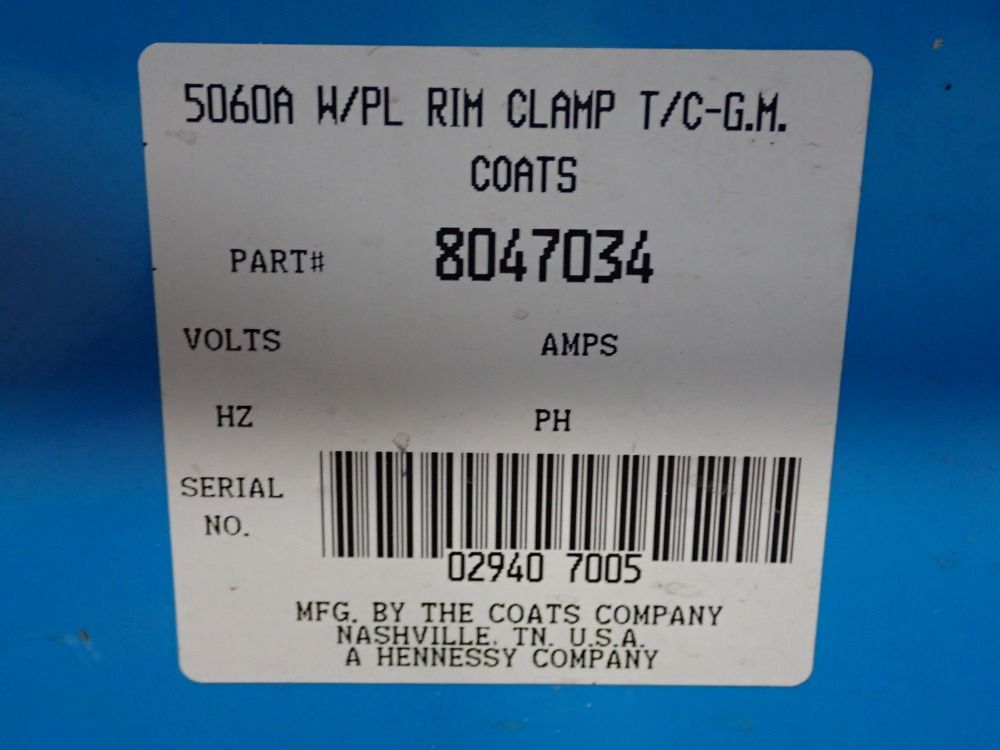 5060A W/PL RIM CLAMP T/C-G.M.
COATS
PART# 8047034
VOLTS AMPS
HZ PH
SERIAL
NO.
02940 7005
MFG. BY THE COATS COMPANY
NASHVILLE. TN. U.S.A.
A HENNESSY COMPANY